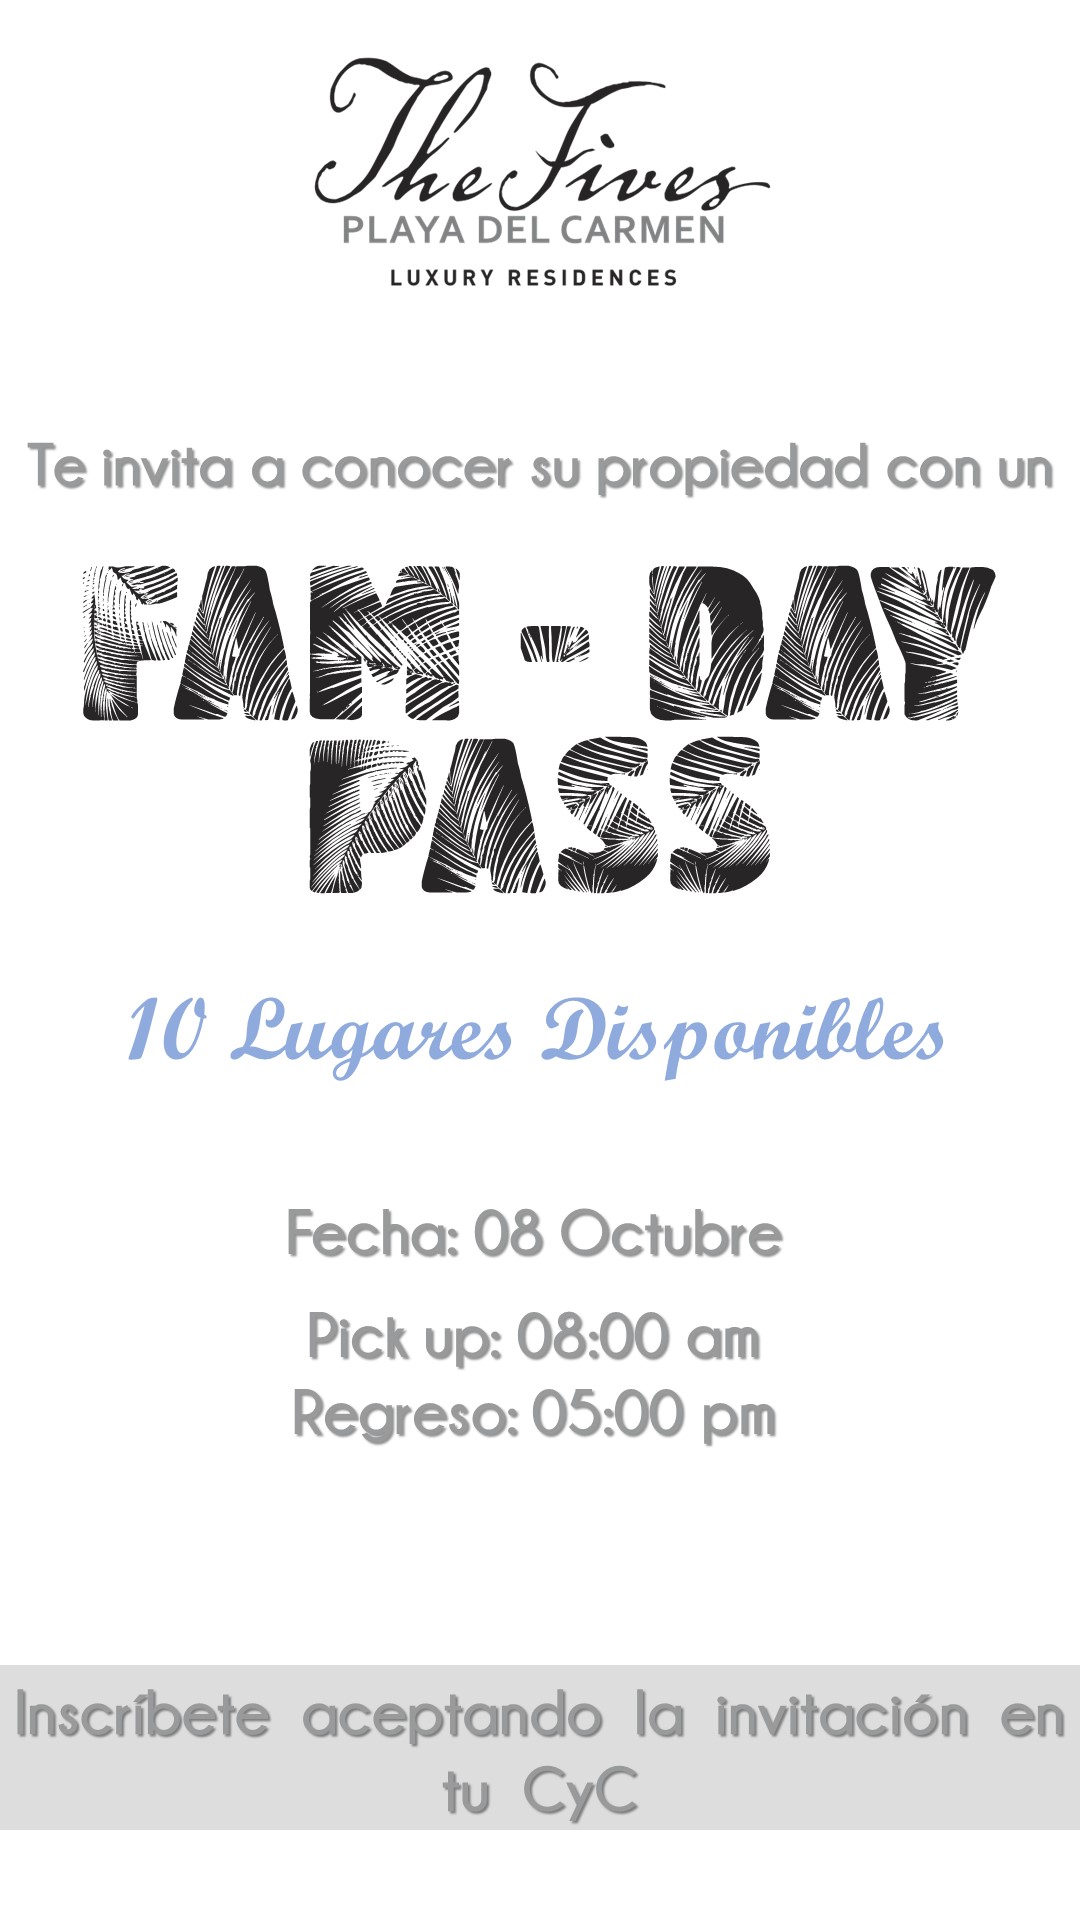 The Fives
PLAYA DEL CARMEN
LUXURY RESIDENCES
Te invita a conocer su propiedad con un
FAM - DAY
PASS
10 Lugares Disponibles
Fecha: 08 Octubre
Pick up: 08:00 am
Regreso: 05:00 pm
Inscríbete aceptando la invitación en
tu CyC